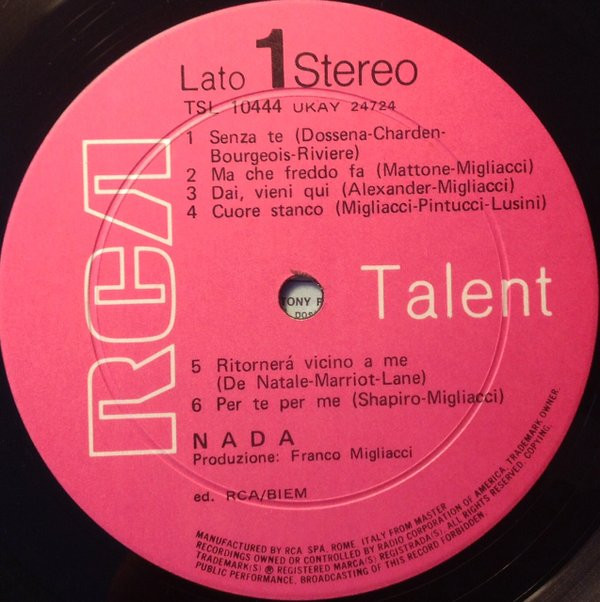 Lato 1 Stereo
TSL 10444 UKAY 24724
1 Senza te (Dossena-Charden-
Bourgeois-Riviere)
2 Ma che freddo fa (Mattone-Migliacci)
3 Dai, vieni qui (Alexander-Migliacci)
4 Cuore stanco (Migliacci-Pintucci-Lusini)
RCA
Talent
TONY
5 Ritornerá vicino a me
(De Natale-Marriot-Lane)
6 Per te per me (Shapiro-Migliacci)
NADA
Produzione: Franco Migliacci
ed. RCA/BIEM
MANUFACTURED BY RCA SPA, ROME, ITALY FROM MASTER
RECORDINGS OWNED OR CONTROLLED BY RADIO CORPORATION OF AMERICA, TRADEMARK OWNER.
TRADEMARK(S) ® REGISTERED MARCA(S) REGISTRADA(S). ALL RIGHTS RESERVED. COPYING,
PUBLIC PERFORMANCE, BROADCASTING OF THIS RECORD FORBIDDEN.